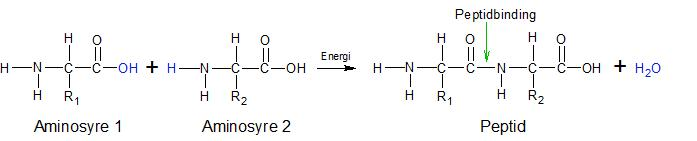 Peptidbinding
H O H O Energi H O H O
H—N—C—C—OH + H—N—C—C—OH H—N—C—C—N—C—C—OH + H₂O
H R₁ H R₂ H R₁ H R₂
Aminosyre 1 Aminosyre 2 Peptid